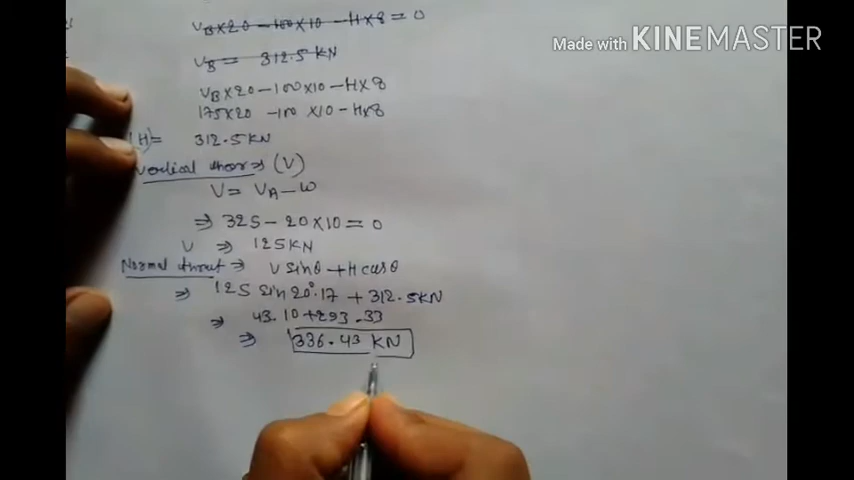 VB×20-100×10-H×8=0
Made with KINEMASTER
VB= 312.5 KN
VB×20-100×10-H×8
175×20 -100 ×10-H×8
(H)= 312.5KN
Vertical shear ⇒ (V)
V= VA-W
⇒ 325- 20×10=0
V ⇒ 125KN
Normal thrust ⇒ V sinθ +H cosθ
⇒ 125 sin 20°.17 + 312.5KN
⇒ 43.10+293.33
⇒ 336.43 KN